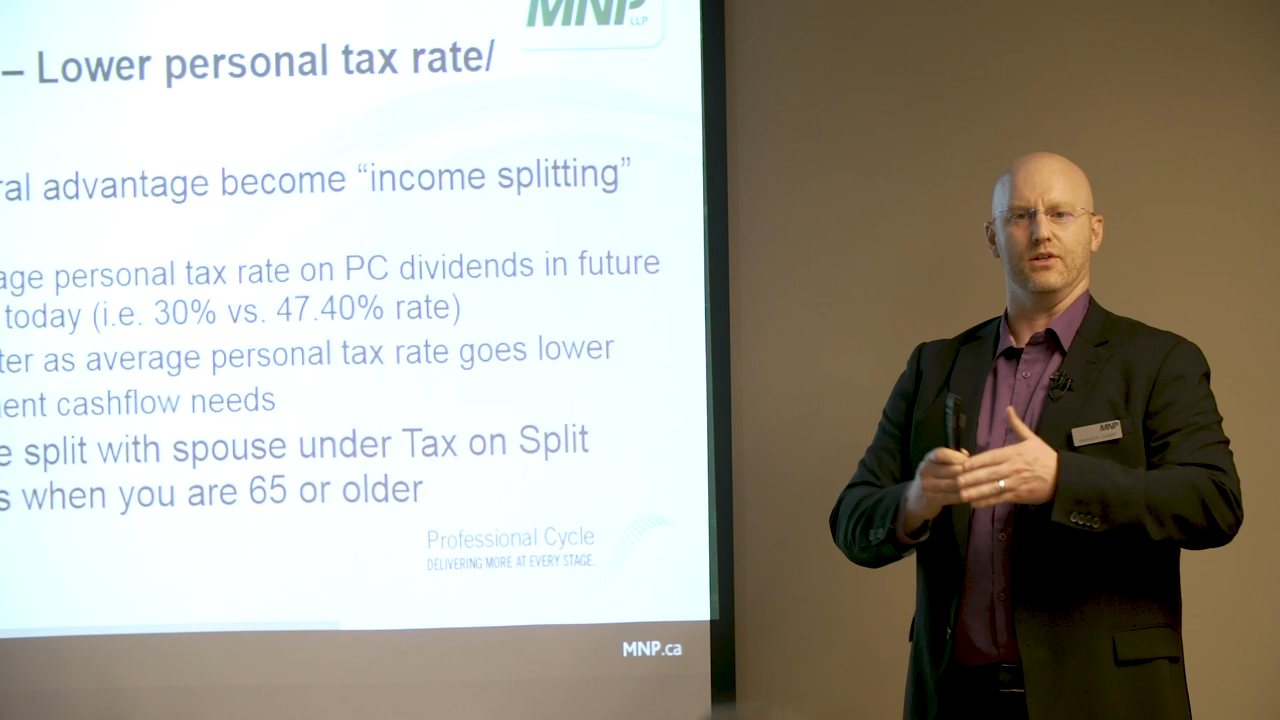 MNP
LLP
– Lower personal tax rate/
ral advantage become “income splitting”
age personal tax rate on PC dividends in future
today (i.e. 30% vs. 47.40% rate)
ter as average personal tax rate goes lower
ent cashflow needs
e split with spouse under Tax on Split
s when you are 65 or older
Professional Cycle
DELIVERING MORE AT EVERY STAGE.
MNP.ca
MNP